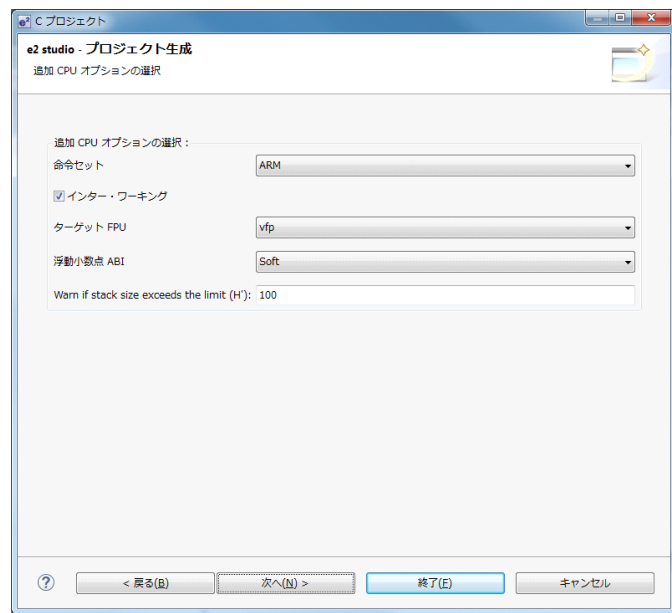 C プロジェクト
e2 studio - プロジェクト生成
追加 CPU オプションの選択
追加 CPU オプションの選択 :
命令セット ARM
インター・ワーキング
ターゲット FPU vfp
浮動小数点 ABI Soft
Warn if stack size exceeds the limit (H'): 100
< 戻る(B) 次へ(N) > 終了(F) キャンセル